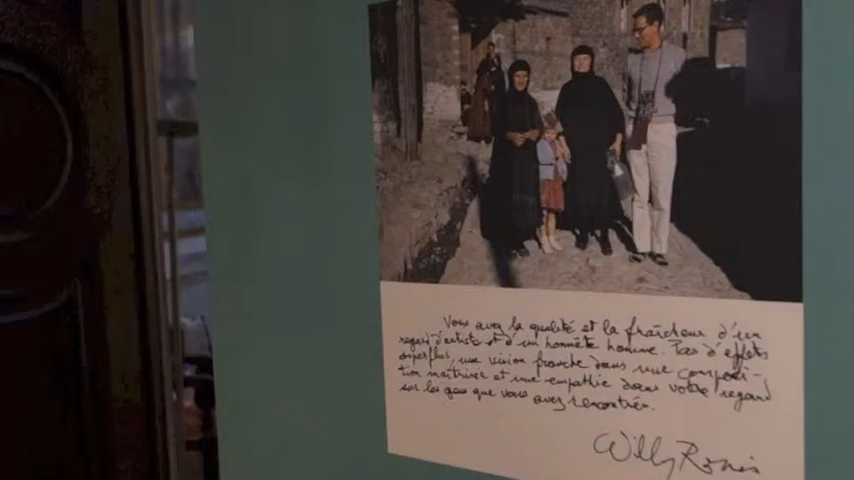 Vous avez la qualité et la fraîcheur d'un
regard d'artiste et d'un honnête homme. Pas d'effets
superflus, une vision franche dans une composi-
tion maîtrisée et une empathie dans votre regard
sur les gens que vous avez rencontrés.
Willy Ronis